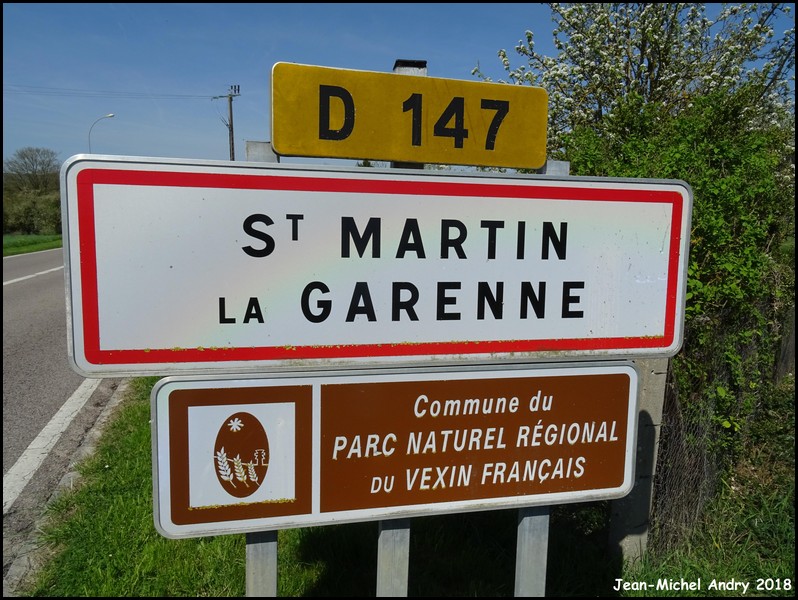 D 147
ST MARTIN
LA GARENNE
Commune du
PARC NATUREL RÉGIONAL
DU VEXIN FRANÇAIS
Jean-Michel Andry 2018